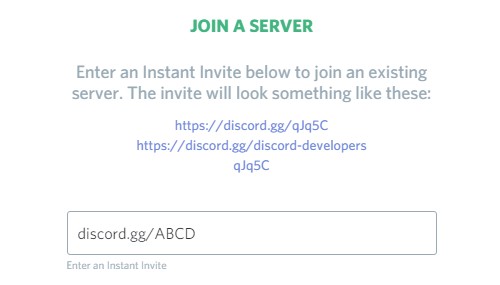 JOIN A SERVER
Enter an Instant Invite below to join an existing
server. The invite will look something like these:
https://discord.gg/qJq5C
https://discord.gg/discord-developers
qJq5C
discord.gg/ABCD
Enter an Instant Invite